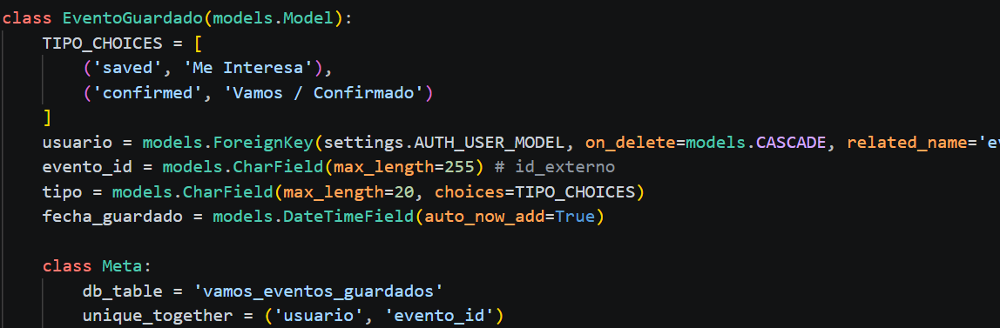 class EventoGuardado(models.Model):
    TIPO_CHOICES = [
        ('saved', 'Me Interesa'),
        ('confirmed', 'Vamos / Confirmado')
    ]
    usuario = models.ForeignKey(settings.AUTH_USER_MODEL, on_delete=models.CASCADE, related_name='e
    evento_id = models.CharField(max_length=255) # id_externo
    tipo = models.CharField(max_length=20, choices=TIPO_CHOICES)
    fecha_guardado = models.DateTimeField(auto_now_add=True)
    class Meta:
        db_table = 'vamos_eventos_guardados'
        unique_together = ('usuario', 'evento_id')